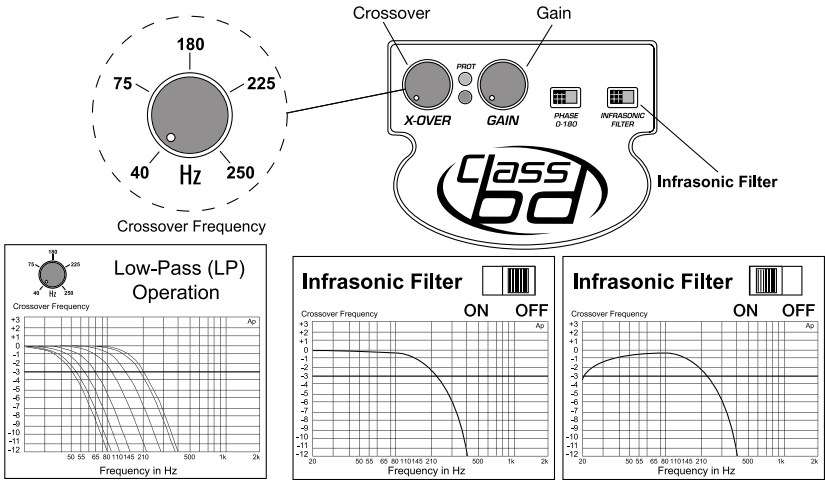 Crossover
Gain
180
75
225
40
Hz
250
Crossover Frequency
PROT
X-OVER
GAIN
PHASE
0-180
INFRASONIC
FILTER
class
bd
Infrasonic Filter
180
75
225
40
Hz
250
Low-Pass (LP)
Operation
Crossover Frequency
+3
+2
+1
0
-1
-2
-3
-4
-5
-6
-7
-8
-9
-10
-11
-12
Ap
50 55 65 80 110 145 210 500 1k 2k
Frequency in Hz
Infrasonic Filter
ON OFF
Crossover Frequency
+3
+2
+1
0
-1
-2
-3
-4
-5
-6
-7
-8
-9
-10
-11
-12
Ap
20 50 55 65 80 110 145 210 500 1k 2k
Frequency in Hz
Infrasonic Filter
ON OFF
Crossover Frequency
+3
+2
+1
0
-1
-2
-3
-4
-5
-6
-7
-8
-9
-10
-11
-12
Ap
20 50 55 65 80 110 145 210 500 1k 2k
Frequency in Hz